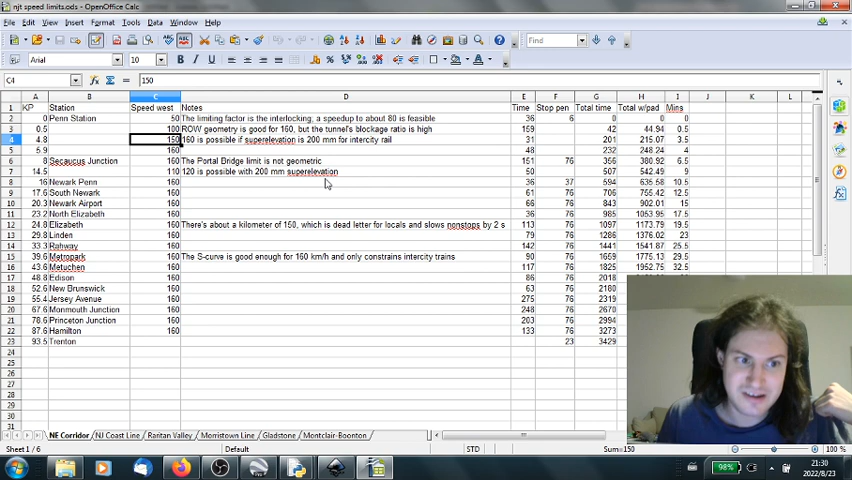 njt speed limits.ods - OpenOffice Calc
File Edit View Insert Format Tools Data Window Help
Find
Arial 10
C4 150
A B C D E F G H I J K L
1 KP Station Speed west Notes Time Stop pen Total time Total w/pad Mins
2 0 Penn Station 50 The limiting factor is the interlocking; a speedup to about 80 is feasible 36 6 0 0 0
3 0.5 100 ROW geometry is good for 160, but the tunnel's blockage ratio is high 159 42 44.94 0.5
4 4.8 150 160 is possible if superelevation is 200 mm for intercity rail 31 201 215.07 3.5
5 5.9 160 48 232 248.24 4
6 8 Secaucus Junction 160 The Portal Bridge limit is not geometric 151 76 356 380.92 6.5
7 14.5 110 120 is possible with 200 mm superelevation 50 507 542.49 9
8 16 Newark Penn 160 36 37 594 635.58 10.5
9 17.6 South Newark 160 61 76 706 755.42 12.5
10 20.3 Newark Airport 160 66 76 843 902.01 15
11 23.2 North Elizabeth 160 36 76 985 1053.95 17.5
12 24.8 Elizabeth 160 There's about a kilometer of 150, which is dead letter for locals and slows nonstops by 2 s 113 76 1097 1173.79 19.5
13 29.8 Linden 160 79 76 1286 1376.02 23
14 33.3 Rahway 160 142 76 1441 1541.87 25.5
15 39.6 Metropark 160 The S-curve is good enough for 160 km/h and only constrains intercity trains 90 76 1659 1775.13 29.5
16 43.6 Metuchen 160 117 76 1825 1952.75 32.5
17 48.8 Edison 160 86 76 2018
18 52.6 New Brunswick 160 63 76 2180
19 55.4 Jersey Avenue 160 275 76 2319
20 67.8 Monmouth Junction 160 248 76 2670
21 78.6 Princeton Junction 160 203 76 2994
22 87.6 Hamilton 160 133 76 3273
23 93.5 Trenton 23 3429
24
25
26
27
28
29
30
31
NE Corridor NJ Coast Line Raritan Valley Morristown Line Gladstone Montclair-Boonton
Sheet 1 / 6 Default STD Sum=150 100 %
98% 21:30
2022/8/23